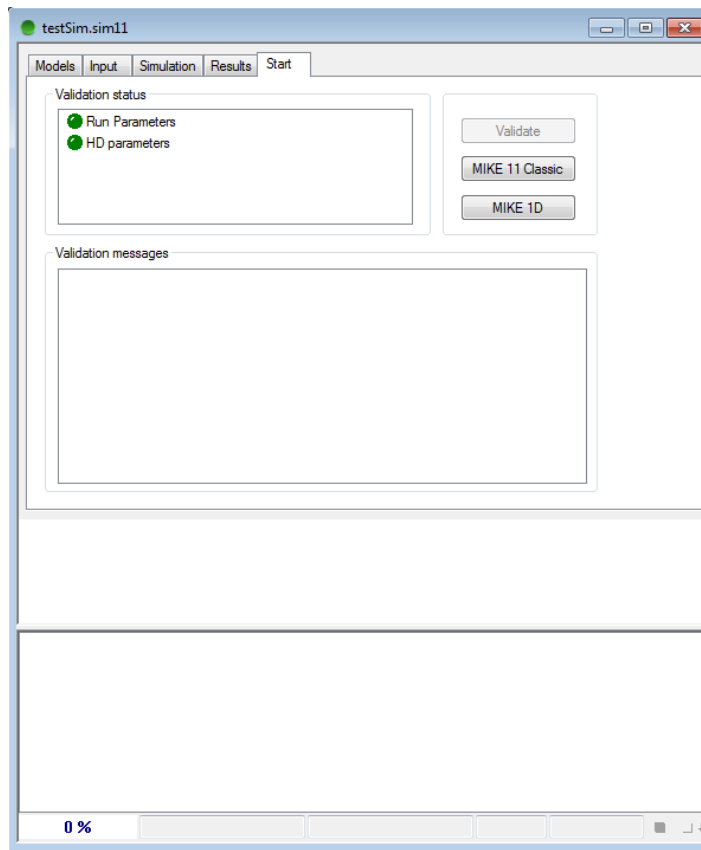 testSim.sim11
Models Input Simulation Results Start
Validation status
Run Parameters
HD parameters
Validate
MIKE 11 Classic
MIKE 1D
Validation messages
0 %